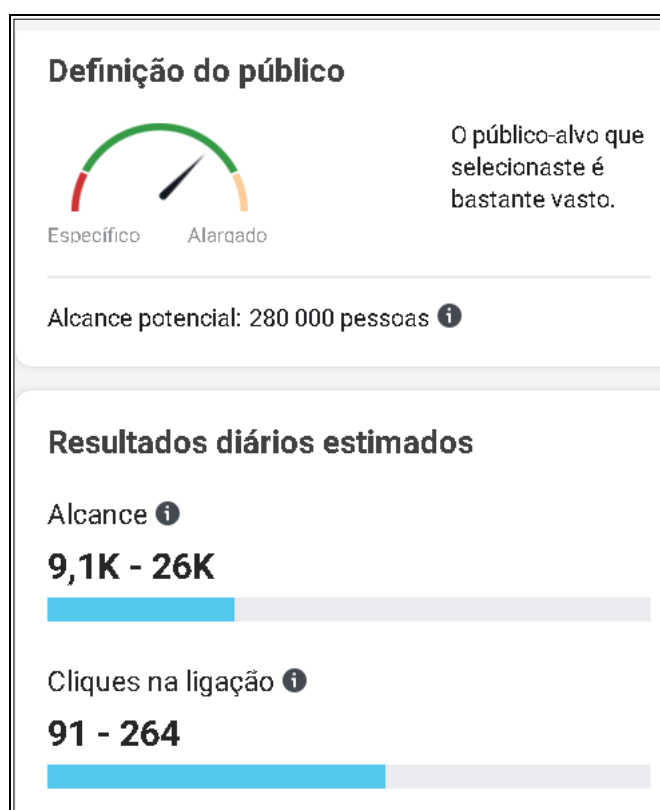 Definição do público
O público-alvo que
selecionaste é
bastante vasto.
Específico Alargado
Alcance potencial: 280 000 pessoas
Resultados diários estimados
Alcance
9,1K - 26K
Cliques na ligação
91 - 264